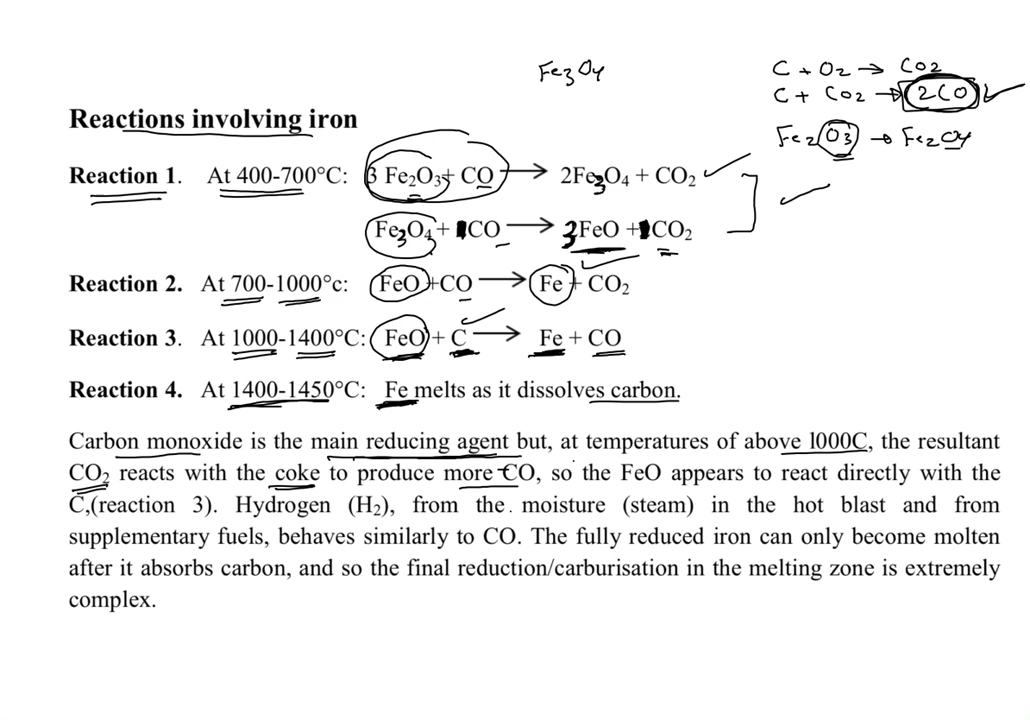 Fe3O4
C + O2 → CO2
C + CO2 → 2CO
Fe2O3 → Fe2O4
Reactions involving iron
Reaction 1. At 400-700°C: 3 Fe₂O₃+ CO → 2Fe3O₄ + CO₂
Fe3O₄ + 1CO → 3FeO + 1CO₂
Reaction 2. At 700-1000°c: FeO +CO → Fe + CO₂
Reaction 3. At 1000-1400°C: FeO + C → Fe + CO
Reaction 4. At 1400-1450°C: Fe melts as it dissolves carbon.
Carbon monoxide is the main reducing agent but, at temperatures of above 1000C, the resultant
CO₂ reacts with the coke to produce more CO, so the FeO appears to react directly with the
C,(reaction 3). Hydrogen (H₂), from the moisture (steam) in the hot blast and from
supplementary fuels, behaves similarly to CO. The fully reduced iron can only become molten
after it absorbs carbon, and so the final reduction/carburisation in the melting zone is extremely
complex.